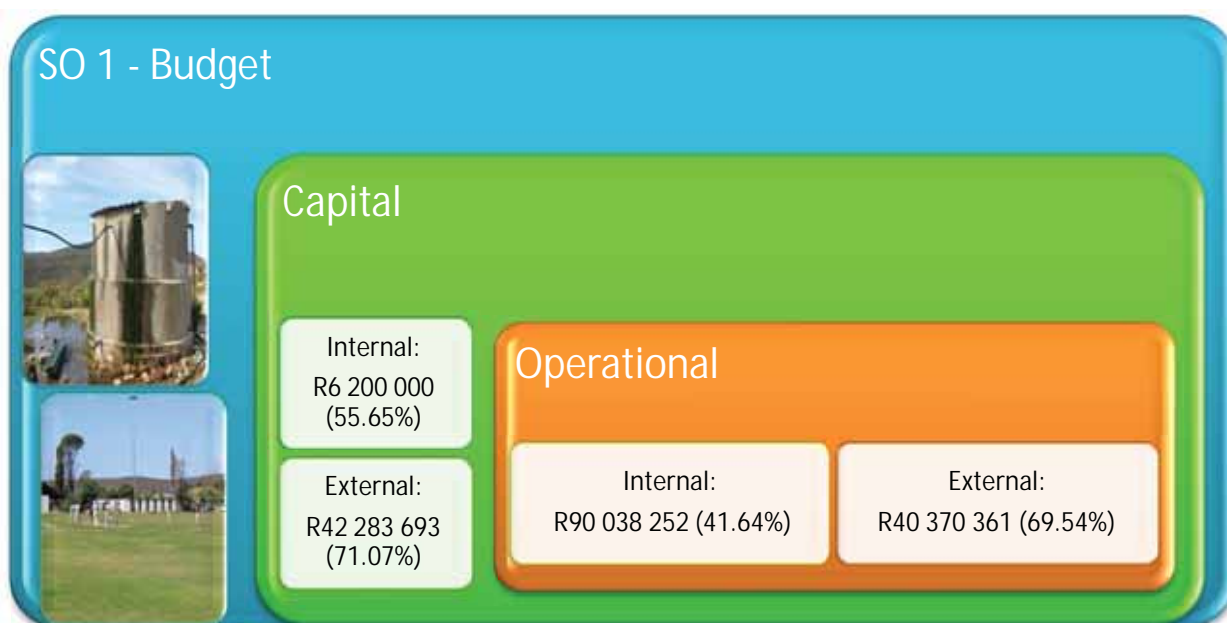 SO 1 - Budget
Capital
Internal:
R6 200 000
(55.65%)
External:
R42 283 693
(71.07%)
Operational
Internal:
R90 038 252 (41.64%)
External:
R40 370 361 (69.54%)